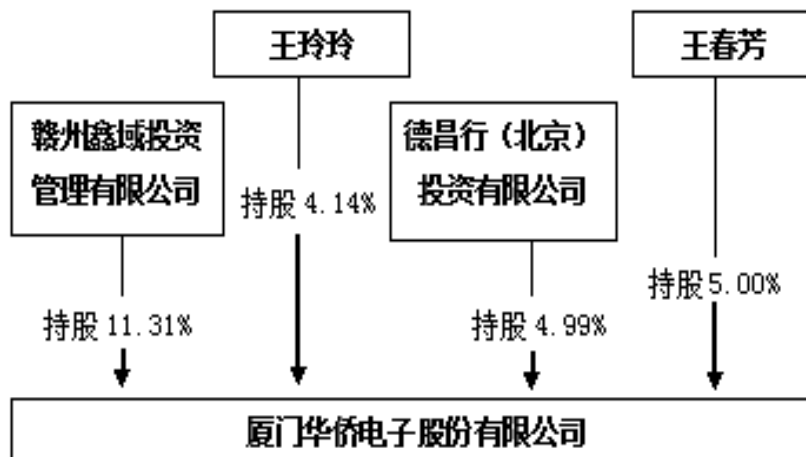 王玲玲
王春芳
赣州鑫域投资
管理有限公司
德昌行（北京）
投资有限公司
持股 4.14%
持股 5.00%
持股 11.31%
持股 4.99%
厦门华侨电子股份有限公司